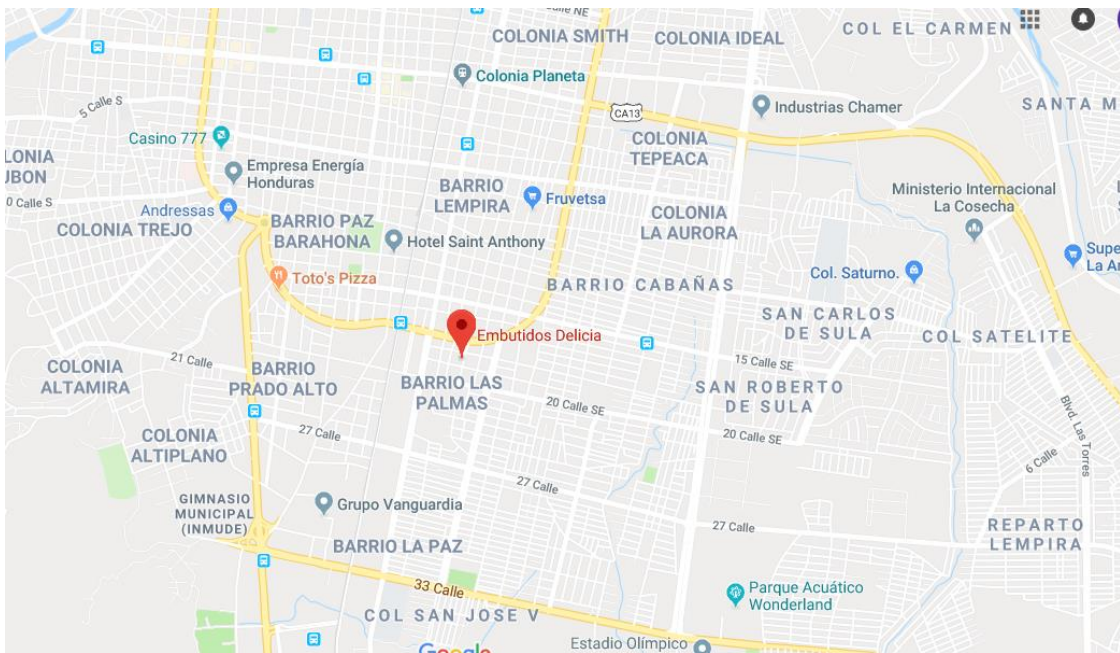 Calle NE
COLONIA SMITH
COLONIA IDEAL
COL EL CARMEN
Colonia Planeta
CA13
Industrias Chamer
SANTA M
5 Calle S
Casino 777
COLONIA
TEPEACA
LONIA
UBON
Empresa Energía
Honduras
BARRIO
LEMPIRA
Fruvetsa
Ministerio Internacional
La Cosecha
0 Calle S
Andressas
COLONIA TREJO
BARRIO PAZ
BARAHONA
Hotel Saint Anthony
COLONIA
LA AURORA
Supe
La A
Toto's Pizza
BARRIO CABAÑAS
Col. Saturno.
SAN CARLOS
DE SULA
COL SATELITE
Embutidos Delicia
21 Calle
15 Calle SE
COLONIA
ALTAMIRA
BARRIO
PRADO ALTO
BARRIO LAS
PALMAS
SAN ROBERTO
DE SULA
20 Calle SE
20 Calle SE
27 Calle
COLONIA
ALTIPLANO
Blvd. Las Torres
6 Calle
27 Calle
GIMNASIO
MUNICIPAL
(INMUDE)
Grupo Vanguardia
27 Calle
REPARTO
LEMPIRA
BARRIO LA PAZ
33 Calle
Parque Acuático
Wonderland
COL SAN JOSE V
Estadio Olímpico
Google